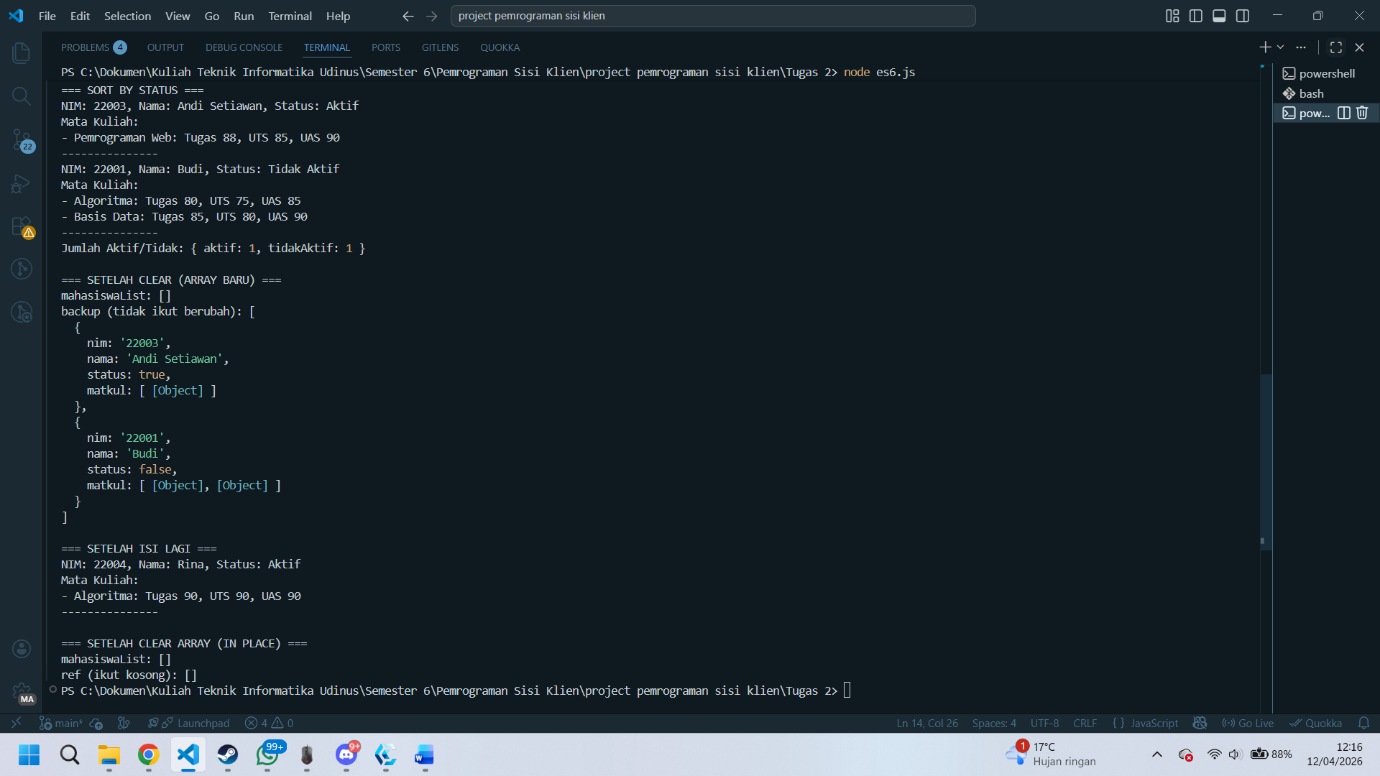 File Edit Selection View Go Run Terminal Help
project pemrograman sisi klien
PROBLEMS 4 OUTPUT DEBUG CONSOLE TERMINAL PORTS GITLENS QUOKKA
PS C:\Dokumen\Kuliah Teknik Informatika Udinus\Semester 6\Pemrograman Sisi Klien\project pemrograman sisi klien\Tugas 2> node es6.js
=== SORT BY STATUS ===
NIM: 22003, Nama: Andi Setiawan, Status: Aktif
Mata Kuliah:
- Pemrograman Web: Tugas 88, UTS 85, UAS 90
---------------
NIM: 22001, Nama: Budi, Status: Tidak Aktif
Mata Kuliah:
- Algoritma: Tugas 80, UTS 75, UAS 85
- Basis Data: Tugas 85, UTS 80, UAS 90
---------------
Jumlah Aktif/Tidak: { aktif: 1, tidakAktif: 1 }
=== SETELAH CLEAR (ARRAY BARU) ===
mahasiswaList: []
backup (tidak ikut berubah): [
{
nim: '22003',
nama: 'Andi Setiawan',
status: true,
matkul: [ [Object] ]
},
{
nim: '22001',
nama: 'Budi',
status: false,
matkul: [ [Object], [Object] ]
}
]
=== SETELAH ISI LAGI ===
NIM: 22004, Nama: Rina, Status: Aktif
Mata Kuliah:
- Algoritma: Tugas 90, UTS 90, UAS 90
---------------
=== SETELAH CLEAR ARRAY (IN PLACE) ===
mahasiswaList: []
ref (ikut kosong): []
PS C:\Dokumen\Kuliah Teknik Informatika Udinus\Semester 6\Pemrograman Sisi Klien\project pemrograman sisi klien\Tugas 2>
powershell
bash
pow...
22
MA
main* Launchpad 4 0 Ln 14, Col 26 Spaces: 4 UTF-8 CRLF { } JavaScript Go Live Quokka
99+
9+
1
17°C
Hujan ringan
88%
12:16
12/04/2026